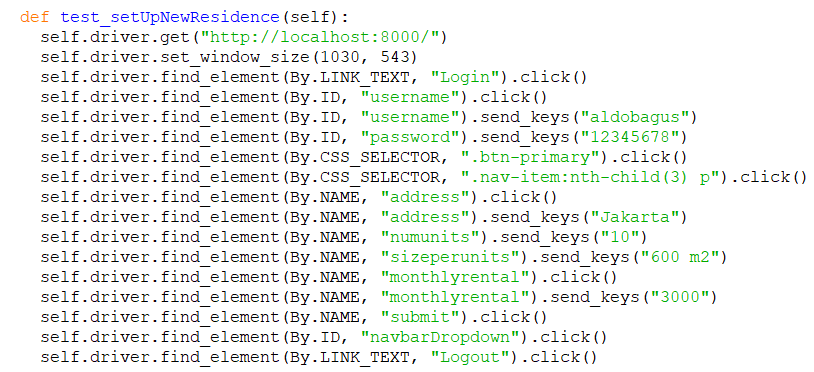 def test_setUpNewResidence(self):
self.driver.get("http://localhost:8000/")
self.driver.set_window_size(1030, 543)
self.driver.find_element(By.LINK_TEXT, "Login").click()
self.driver.find_element(By.ID, "username").click()
self.driver.find_element(By.ID, "username").send_keys("aldobagus")
self.driver.find_element(By.ID, "password").send_keys("12345678")
self.driver.find_element(By.CSS_SELECTOR, ".btn-primary").click()
self.driver.find_element(By.CSS_SELECTOR, ".nav-item:nth-child(3) p").click()
self.driver.find_element(By.NAME, "address").click()
self.driver.find_element(By.NAME, "address").send_keys("Jakarta")
self.driver.find_element(By.NAME, "numunits").send_keys("10")
self.driver.find_element(By.NAME, "sizeperunits").send_keys("600 m2")
self.driver.find_element(By.NAME, "monthlyrental").click()
self.driver.find_element(By.NAME, "monthlyrental").send_keys("3000")
self.driver.find_element(By.NAME, "submit").click()
self.driver.find_element(By.ID, "navbarDropdown").click()
self.driver.find_element(By.LINK_TEXT, "Logout").click()